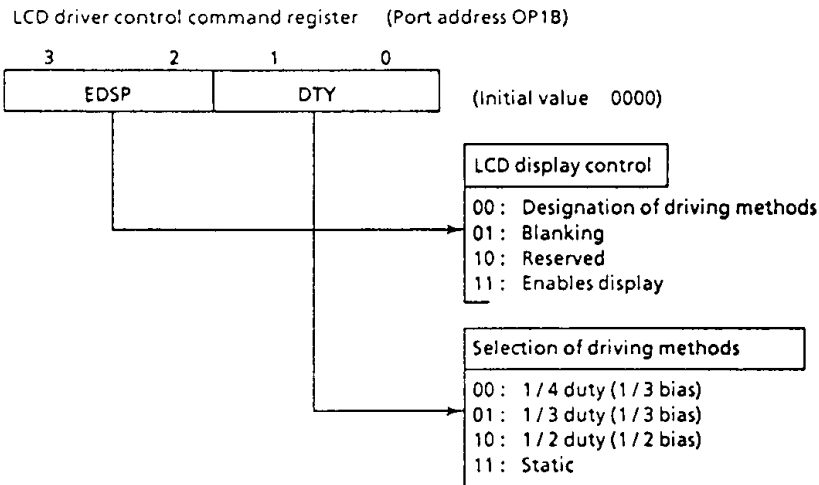 LCD driver control command register (Port address OP1B)
3 2 1 0
EDSP DTY (Initial value 0000)
LCD display control
00 : Designation of driving methods
01 : Blanking
10 : Reserved
11 : Enables display
Selection of driving methods
00 : 1 / 4 duty (1 / 3 bias)
01 : 1 / 3 duty (1 / 3 bias)
10 : 1 / 2 duty (1 / 2 bias)
11 : Static